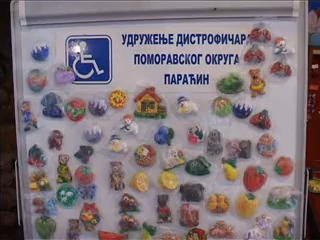 УДРУЖЕЊЕ ДИСТРОФИЧАРА
ПОМОРАВСКОГ ОКРУГА
ПАРАЋИН